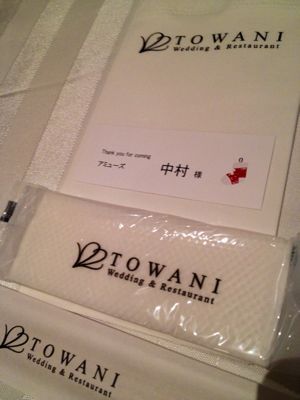 TOWANI
Wedding & Restaurant
Thank you for coming
アミューズ
中村 様
TOWANI
Wedding & Restaurant
TOWANI
Wedding & Restaurant